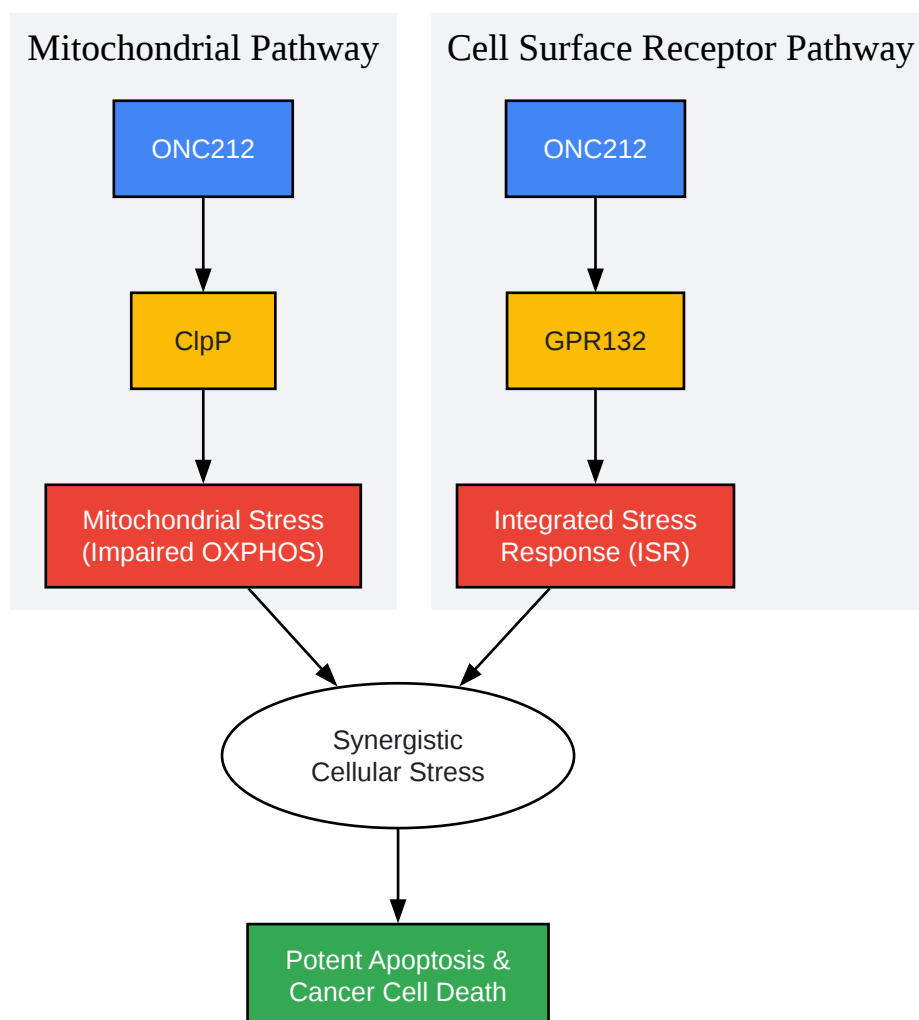 Mitochondrial Pathway
ONC212
ClpP
Mitochondrial Stress
(Impaired OXPHOS)
Cell Surface Receptor Pathway
ONC212
GPR132
Integrated Stress
Response (ISR)
Synergistic
Cellular Stress
Potent Apoptosis &
Cancer Cell Death